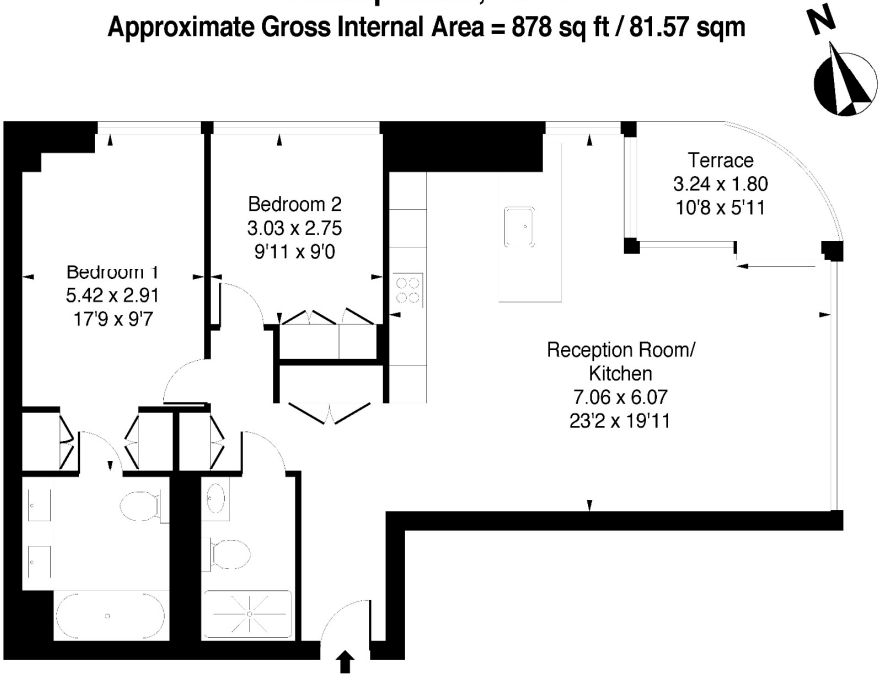 Approximate Gross Internal Area = 878 sq ft / 81.57 sqm
N
Terrace
3.24 x 1.80
10'8 x 5'11
Bedroom 2
3.03 x 2.75
9'11 x 9'0
Bedroom 1
5.42 x 2.91
17'9 x 9'7
Reception Room/
Kitchen
7.06 x 6.07
23'2 x 19'11